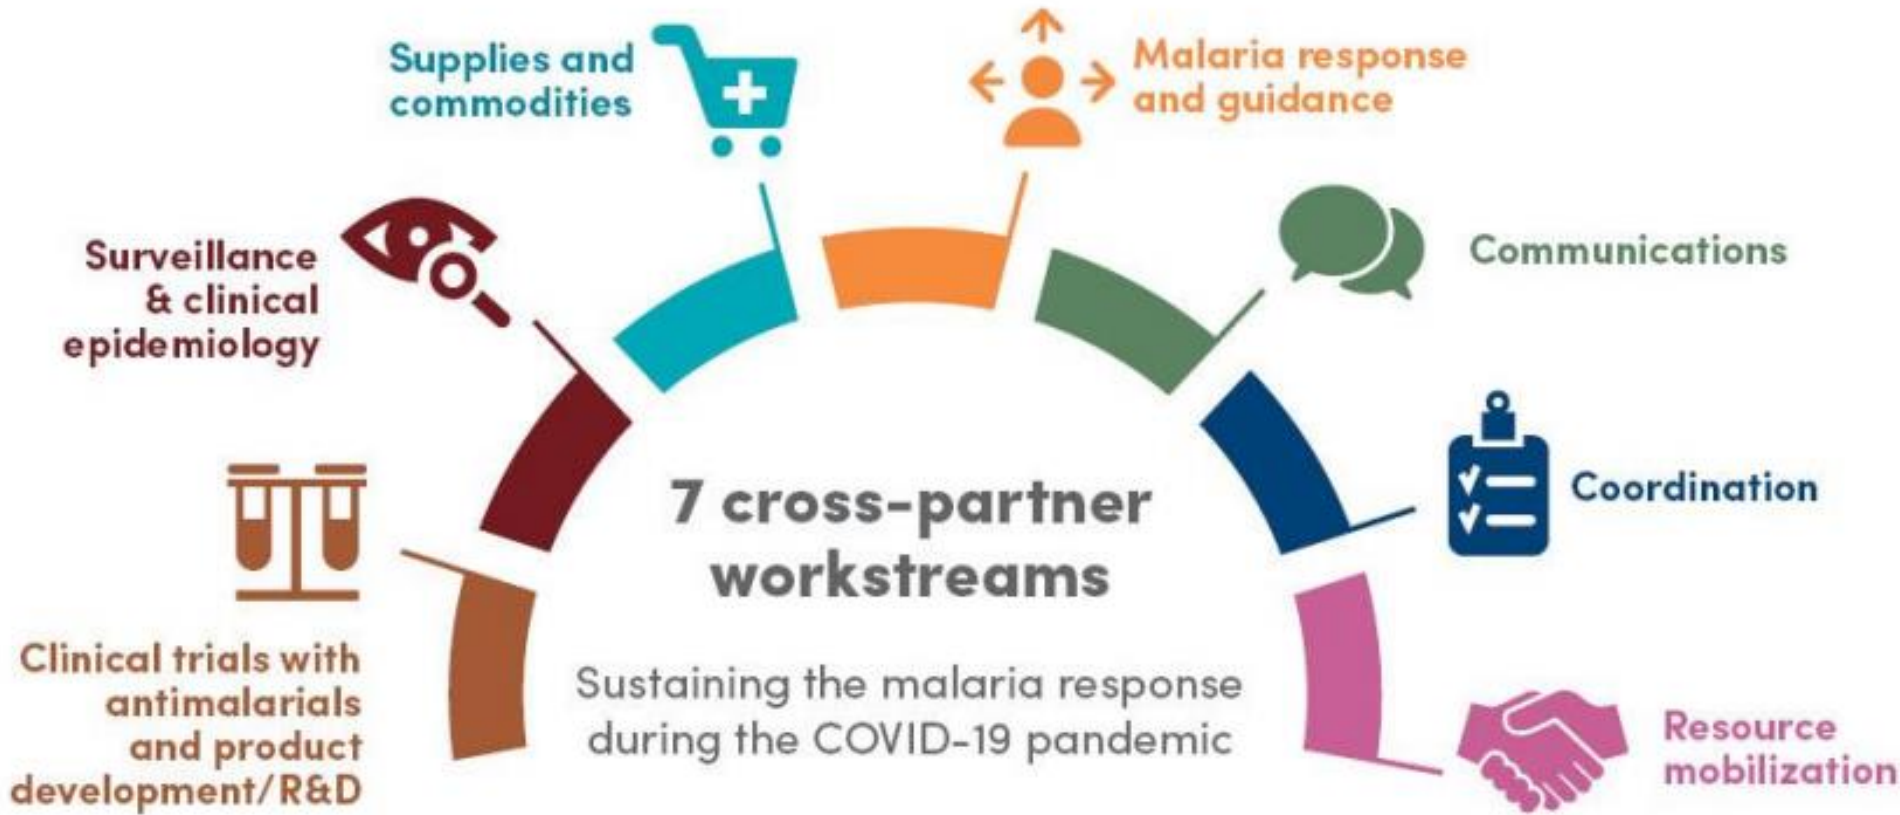 Supplies and
commodities
Malaria response
and guidance
Surveillance
& clinical
epidemiology
Communications
Coordination
7 cross-partner
workstreams
Clinical trials with
antimalarials
and product
development/R&D
Sustaining the malaria response
during the COVID-19 pandemic
Resource
mobilization